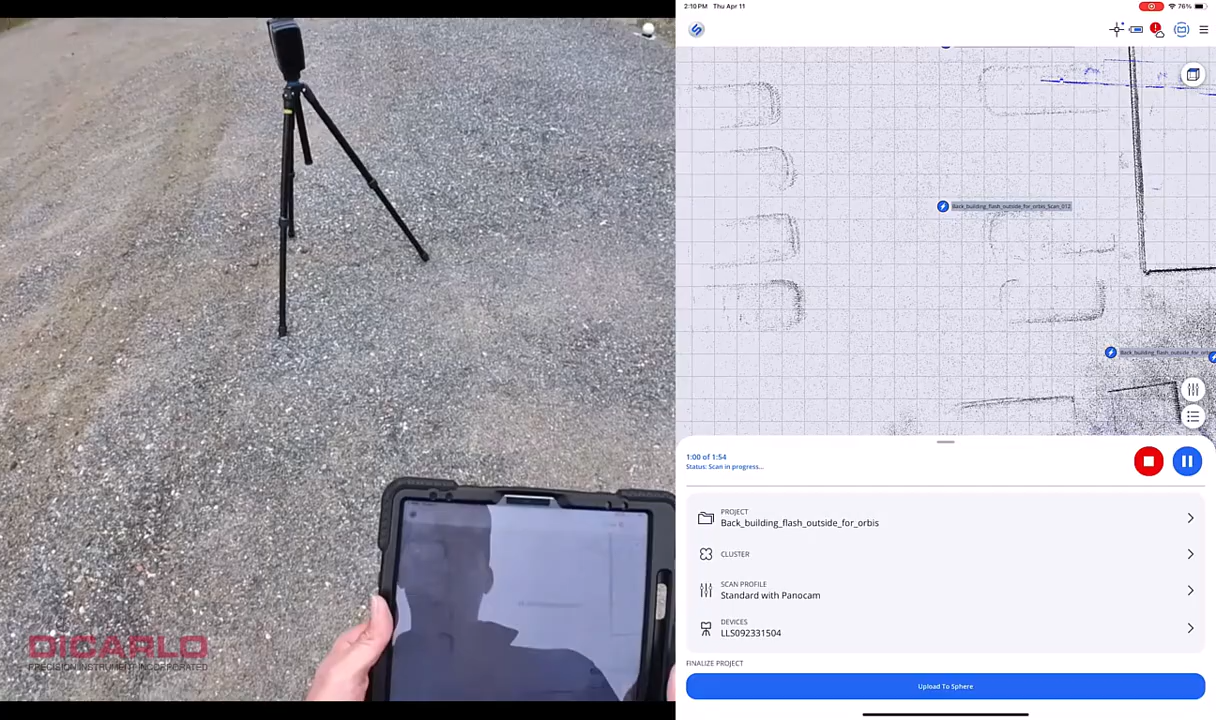 DICARLO
PRECISION INSTRUMENT INCORPORATED
2:10 PM Thu Apr 11
76%
Back_building_flash_outside_for_orbis_Scan_012
1:00 of 1:54
Status: Scan in progress...
PROJECT
Back_building_flash_outside_for_orbis
CLUSTER
SCAN PROFILE
Standard with Panocam
DEVICES
LLS092331504
FINALIZE PROJECT
Upload To Sphere